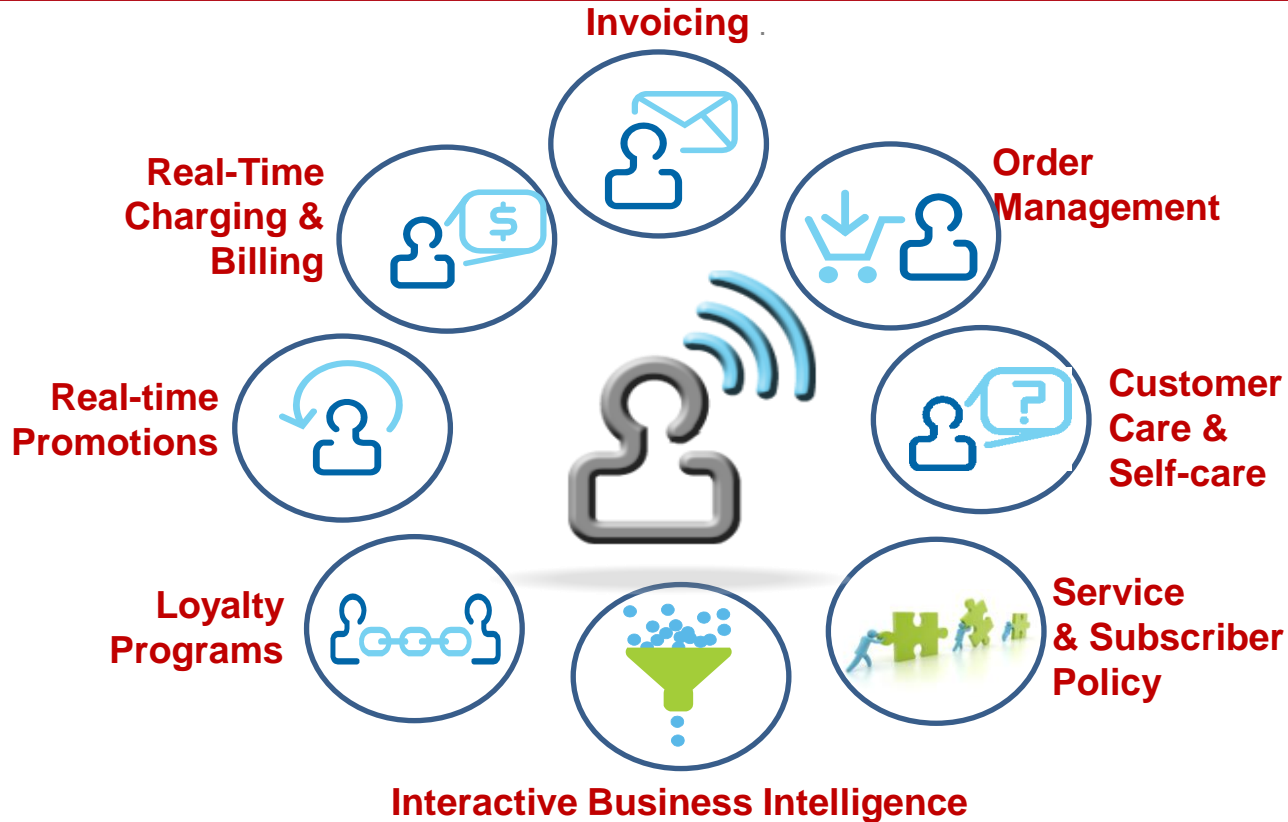 Invoicing .
Real-Time
Charging &
Billing
$
Order
Management
Real-time
Promotions
?
Customer
Care &
Self-care
Loyalty
Programs
Service
& Subscriber
Policy
Interactive Business Intelligence